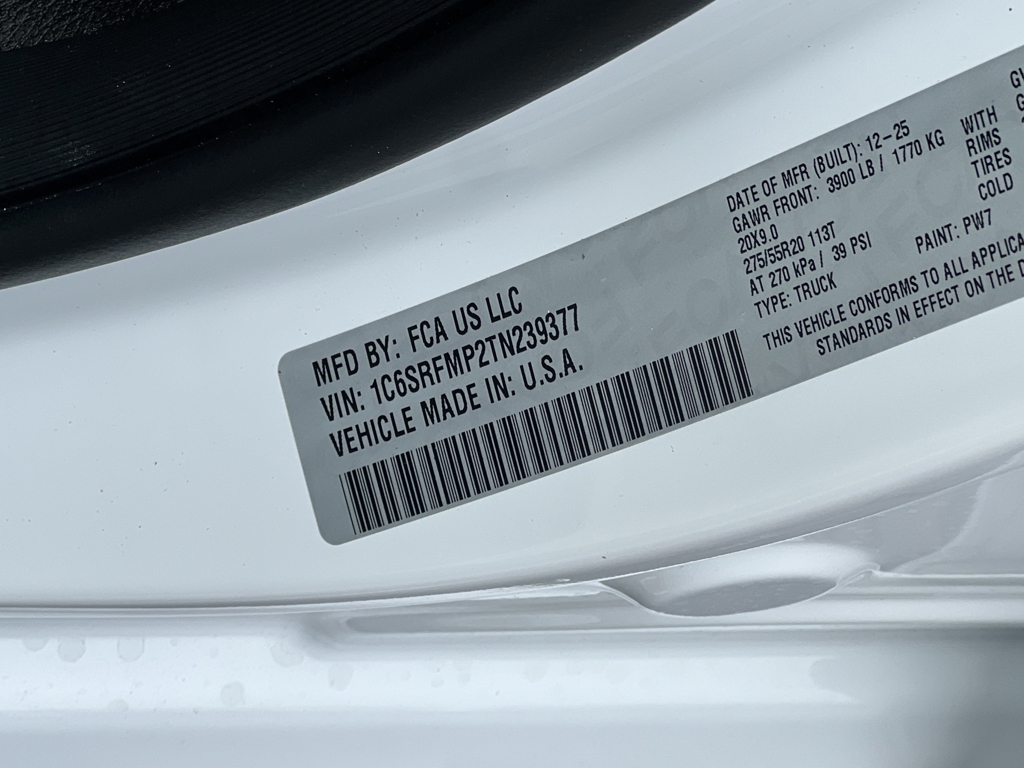 MFD BY: FCA US LLC
VIN: 1C6SRFMP2TN239377
VEHICLE MADE IN: U.S.A.
DATE OF MFR (BUILT): 12-25
GAWR FRONT: 3900 LB / 1770 KG WITH
20X9.0 RIMS
275/55R20 113T TIRES
AT 270 kPa / 39 PSI COLD
TYPE: TRUCK PAINT: PW7
THIS VEHICLE CONFORMS TO ALL APPLICA
STANDARDS IN EFFECT ON THE D